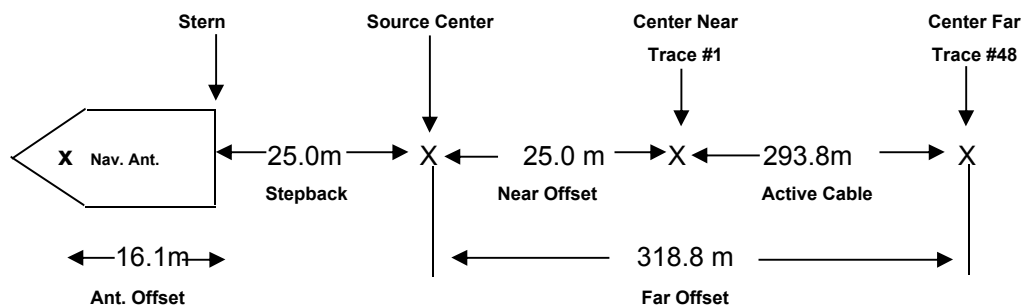 Stern Source Center Center Near Center Far
Trace #1 Trace #48
X Nav. Ant. 25.0m X 25.0 m X 293.8m X
Stepback Near Offset Active Cable
16.1m 318.8 m
Ant. Offset Far Offset